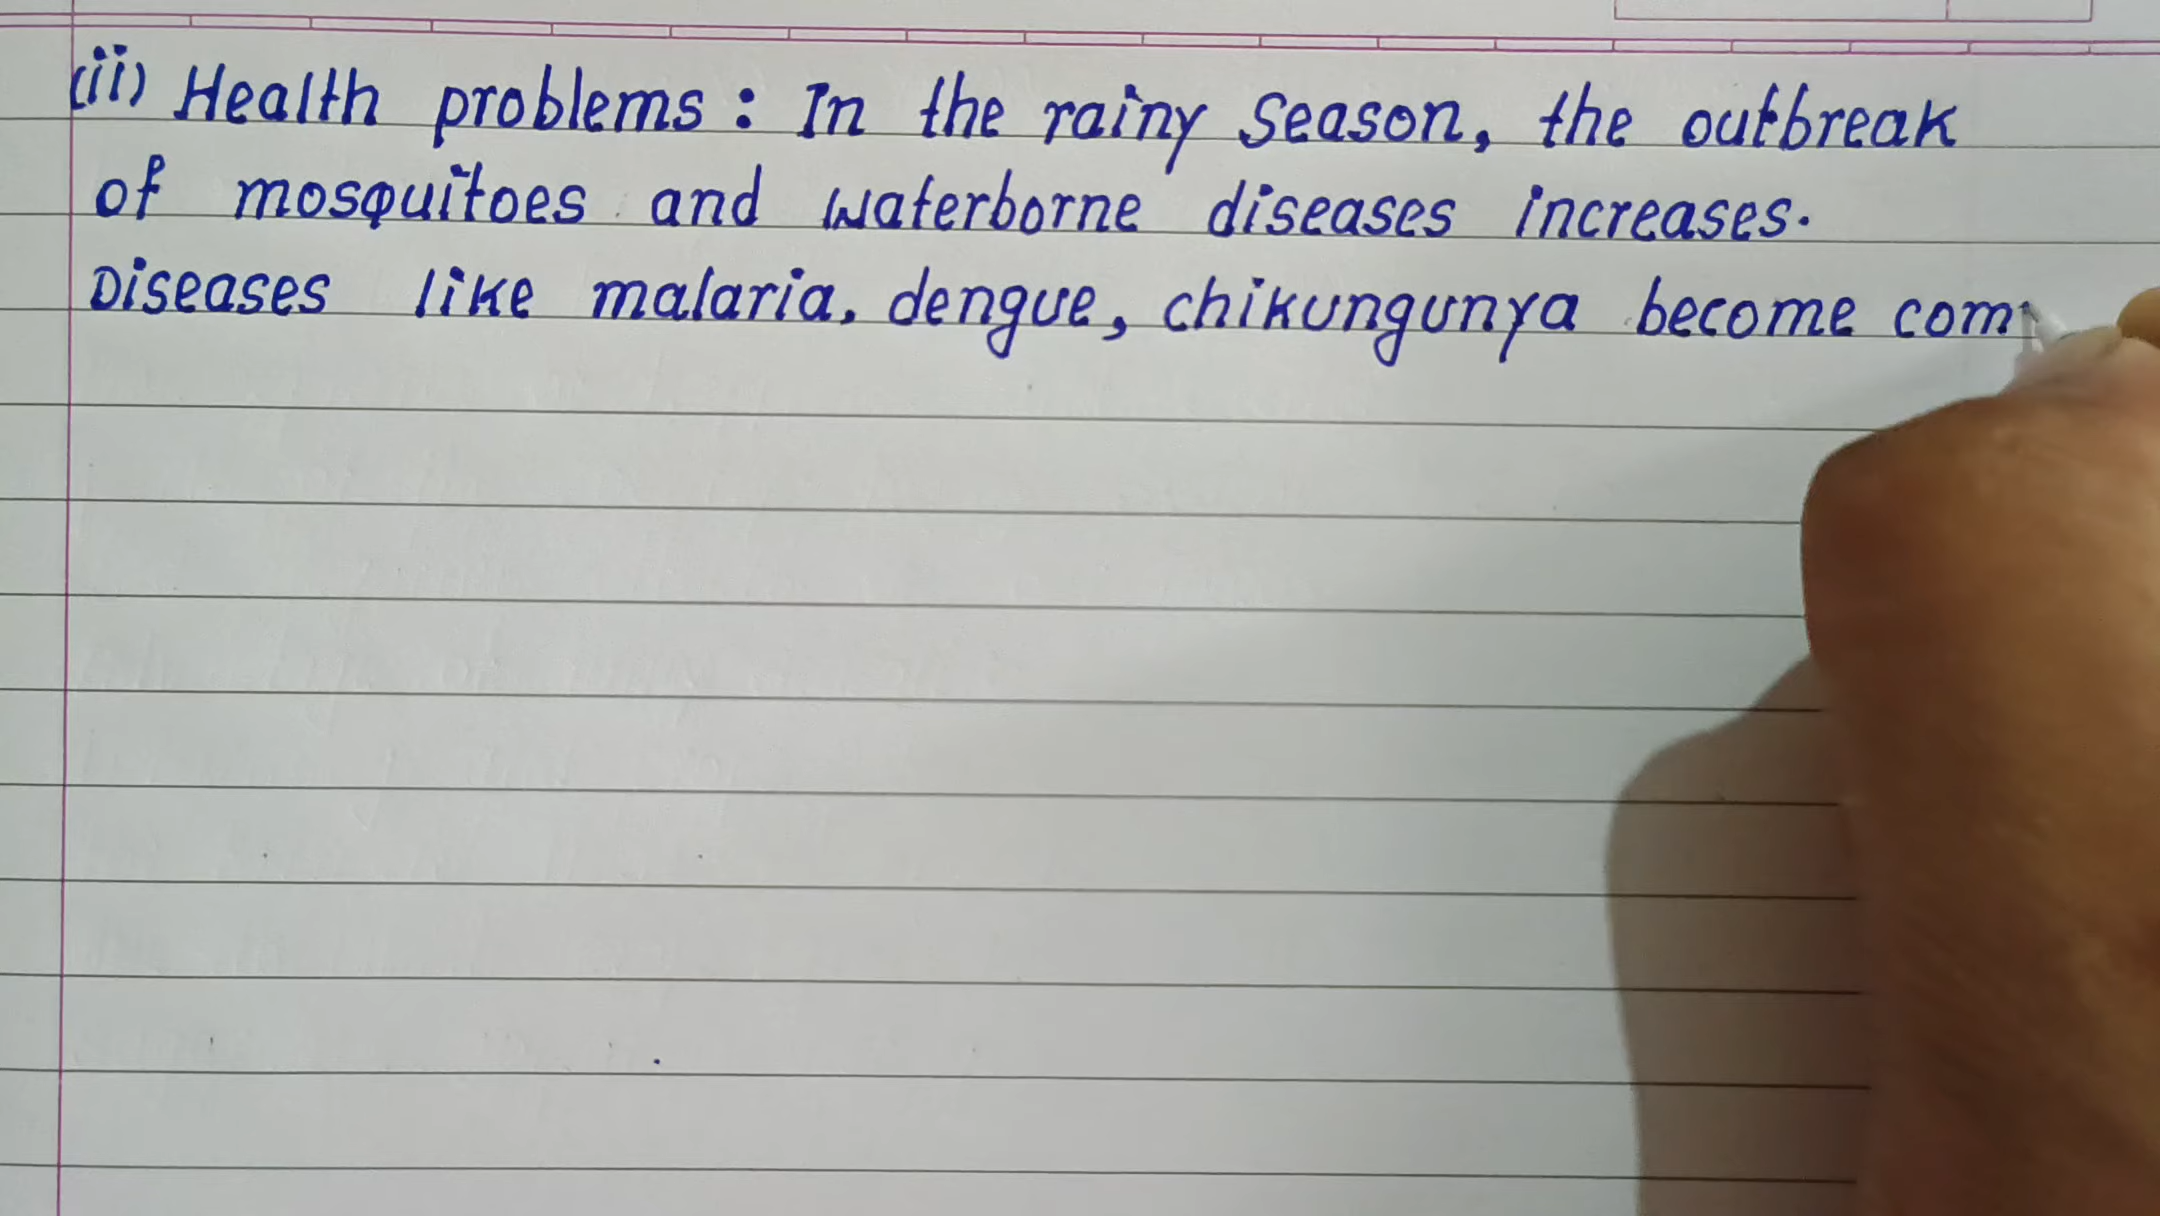 (ii) Health problems : In the rainy season, the outbreak
of mosquitoes and waterborne diseases increases.
Diseases like malaria, dengue, chikungunya become com